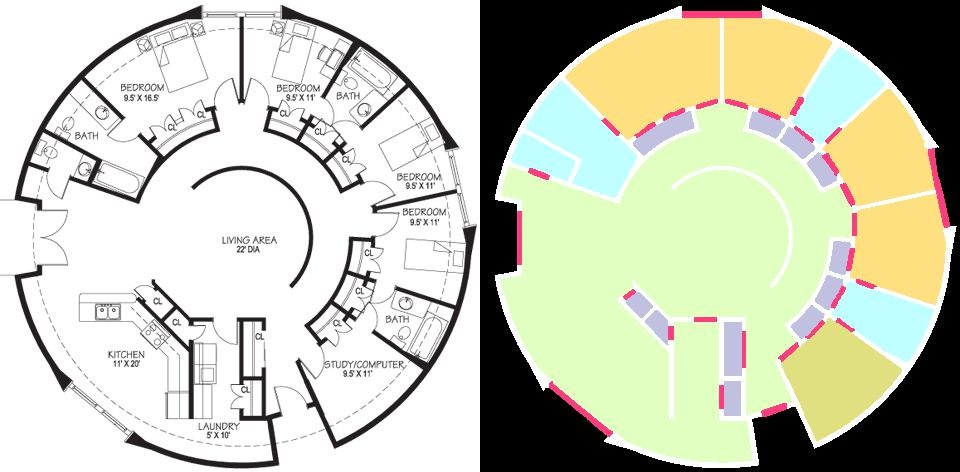 BEDROOM
9.5' X 16.5'
BEDROOM
9.5' X 11'
BATH
CL
CL
CL
CL
BATH
CL
BEDROOM
9.5' X 11'
BEDROOM
9.5' X 11'
LIVING AREA
22' DIA
CL
CL
CL
CL
CL
BATH
CL
KITCHEN
11' X 20'
STUDY/COMPUTER
9.5' X 11'
CL
LAUNDRY
5' X 10'